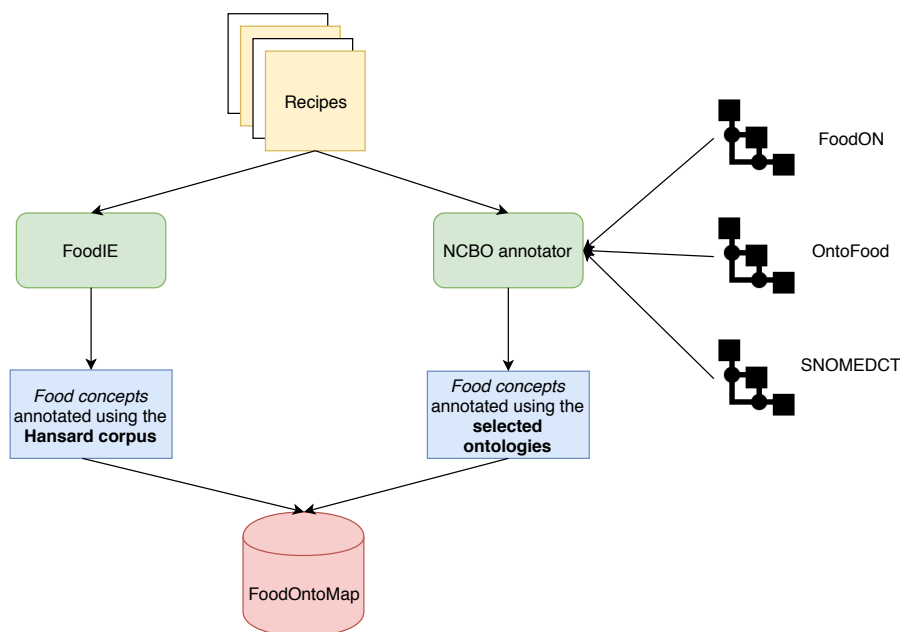 Recipes
FoodON
FoodIE
NCBO annotator
OntoFood
SNOMEDCT
Food concepts
annotated using the
Hansard corpus
Food concepts
annotated using the
selected
ontologies
FoodOntoMap